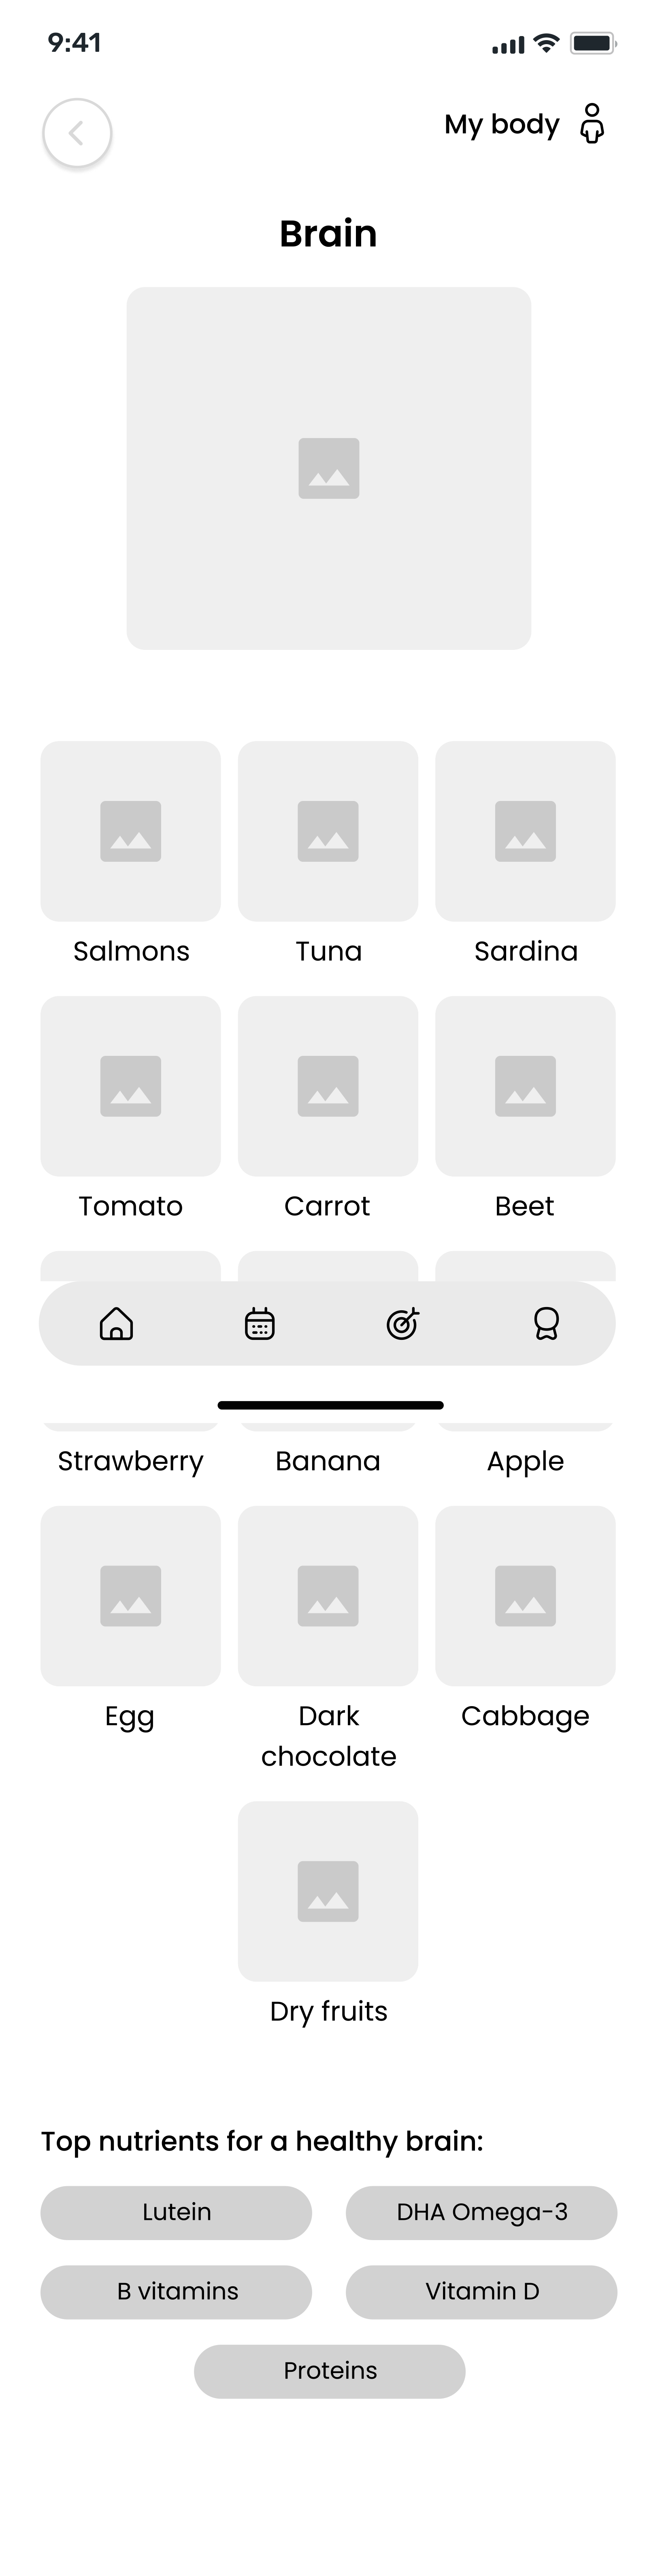 9:41
My body
Brain
Salmons
Tuna
Sardina
Tomato
Carrot
Beet
Strawberry
Banana
Apple
Egg
Dark
chocolate
Cabbage
Dry fruits
Top nutrients for a healthy brain:
Lutein
DHA Omega-3
B vitamins
Vitamin D
Proteins